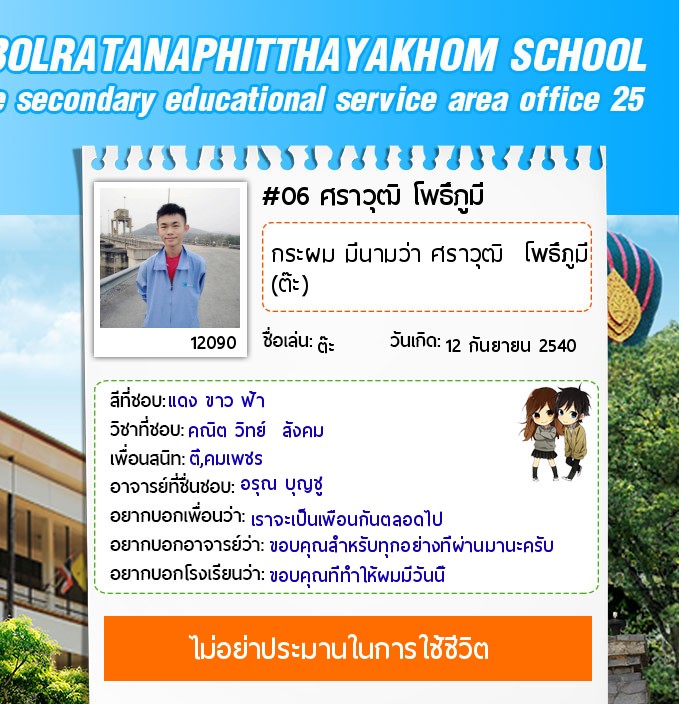 BOLRATANAPHITTHAYAKHOM SCHOOL
e secondary educational service area office 25
#06 ศราวุฒิ โพธิ์ภูมี
กระผม มีนามว่า ศราวุฒิ โพธิ์ภูมี
(ต๊ะ)
12090
ชื่อเล่น: ต๊ะ วันเกิด: 12 กันยายน 2540
สีที่ชอบ: แดง ขาว ฟ้า
วิชาที่ชอบ: คณิต วิทย์ สังคม
เพื่อนสนิท: ตี๋,คมเพชร
อาจารย์ที่ชื่นชอบ: อรุณ บุญชู
อยากบอกเพื่อนว่า: เราจะเป็นเพื่อนกันตลอดไป
อยากบอกอาจารย์ว่า: ขอบคุณสำหรับทุกอย่างที่ผ่านมานะครับ
อยากบอกโรงเรียนว่า: ขอบคุณที่ทำให้ผมมีวันนี้
ไม่อย่าประมานในการใช้ชีวิต